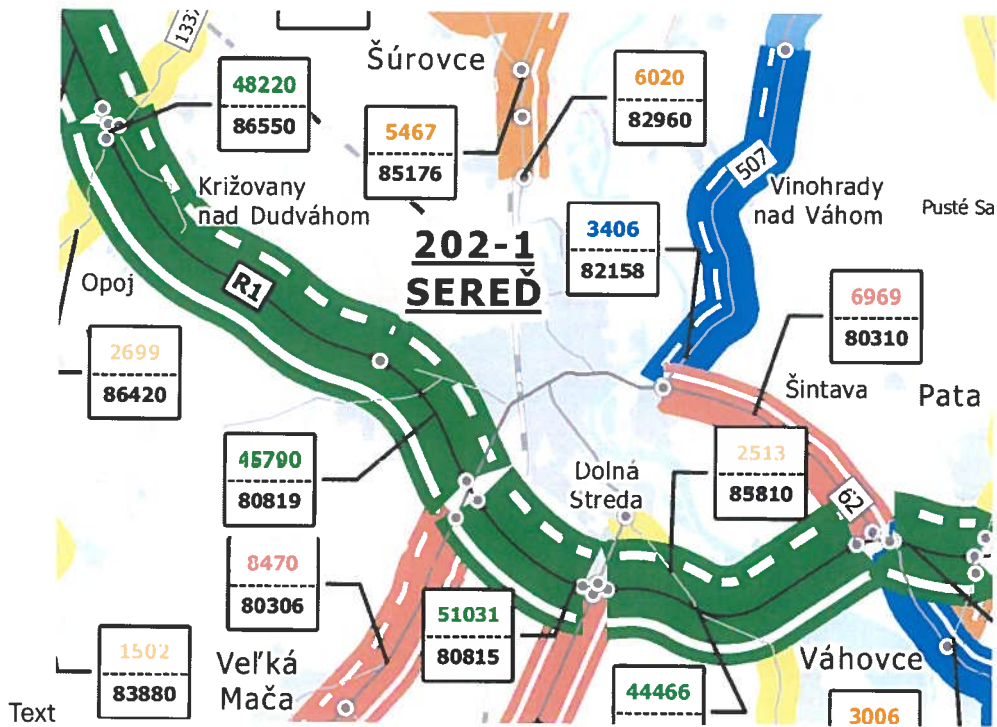 1337
Šúrovce
48220
86550
6020
82960
5467
85176
507
Križovany
nad Dudváhom
Vinohrady
nad Váhom
Pusté Sa
3406
82158
202-1
SEREĎ
Opoj
R1
6969
80310
2699
86420
Šintava
Pata
45790
80819
2513
85810
Dolná
Streda
62
8470
80306
51031
80815
1502
83880
Veľká
Mača
Váhovce
44466
3006
Text